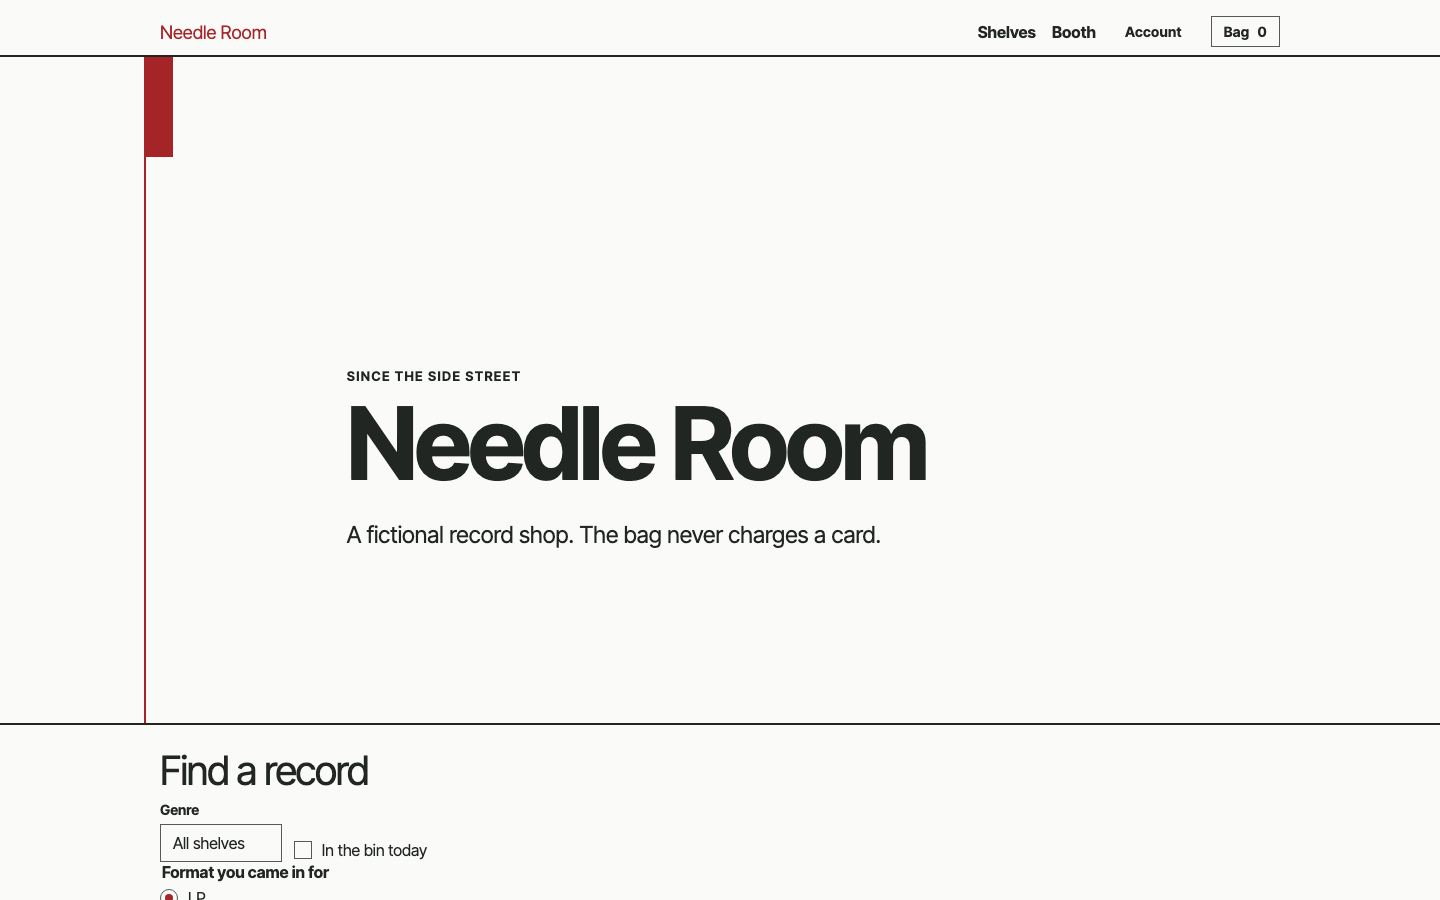 Needle Room
Shelves Booth Account Bag 0
SINCE THE SIDE STREET
Needle Room
A fictional record shop. The bag never charges a card.
Find a record
Genre
All shelves
In the bin today
Format you came in for
LP